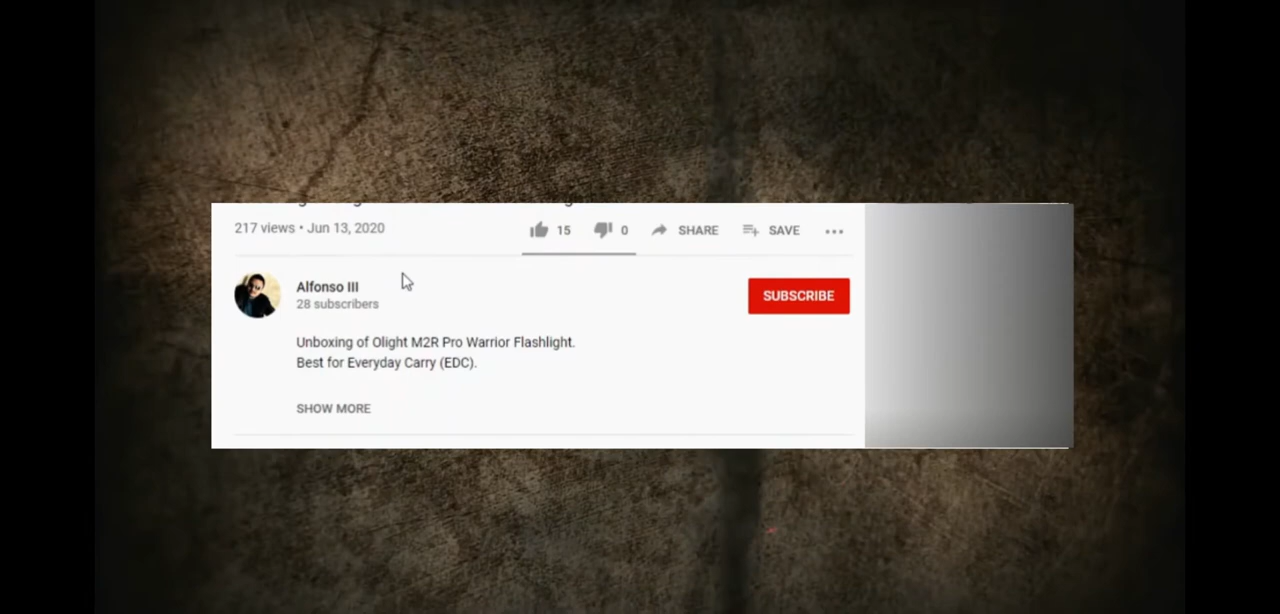 217 views • Jun 13, 2020
15
0
SHARE
SAVE
Alfonso III
28 subscribers
SUBSCRIBE
Unboxing of Olight M2R Pro Warrior Flashlight.
Best for Everyday Carry (EDC).
SHOW MORE